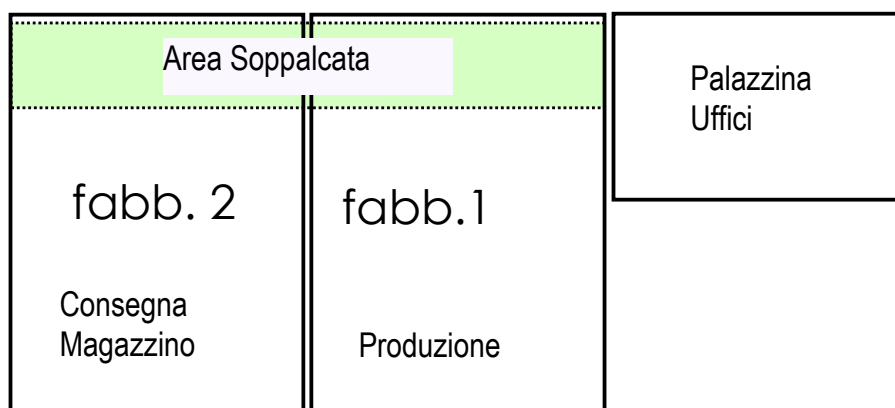 Area Soppalcata
Palazzina
Uffici
fabb. 2
fabb.1
Consegna
Magazzino
Produzione